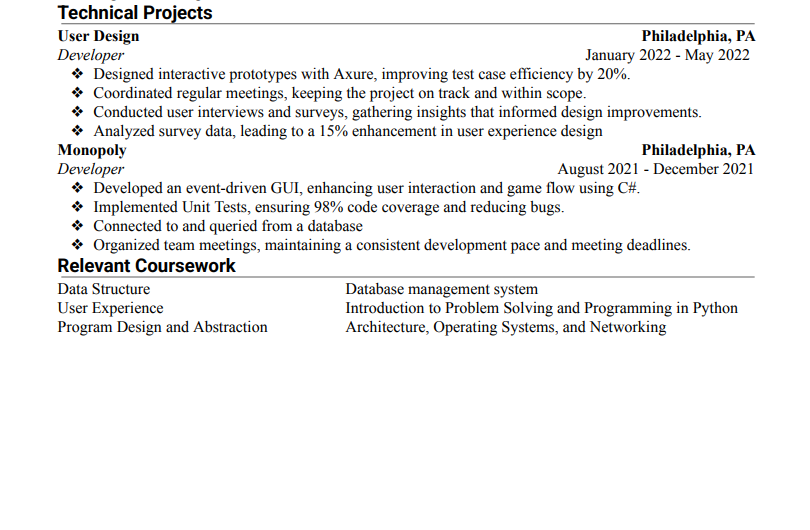 Technical Projects
User Design Philadelphia, PA
Developer January 2022 - May 2022
❖ Designed interactive prototypes with Axure, improving test case efficiency by 20%.
❖ Coordinated regular meetings, keeping the project on track and within scope.
❖ Conducted user interviews and surveys, gathering insights that informed design improvements.
❖ Analyzed survey data, leading to a 15% enhancement in user experience design
Monopoly Philadelphia, PA
Developer August 2021 - December 2021
❖ Developed an event-driven GUI, enhancing user interaction and game flow using C#.
❖ Implemented Unit Tests, ensuring 98% code coverage and reducing bugs.
❖ Connected to and queried from a database
❖ Organized team meetings, maintaining a consistent development pace and meeting deadlines.
Relevant Coursework
Data Structure Database management system
User Experience Introduction to Problem Solving and Programming in Python
Program Design and Abstraction Architecture, Operating Systems, and Networking